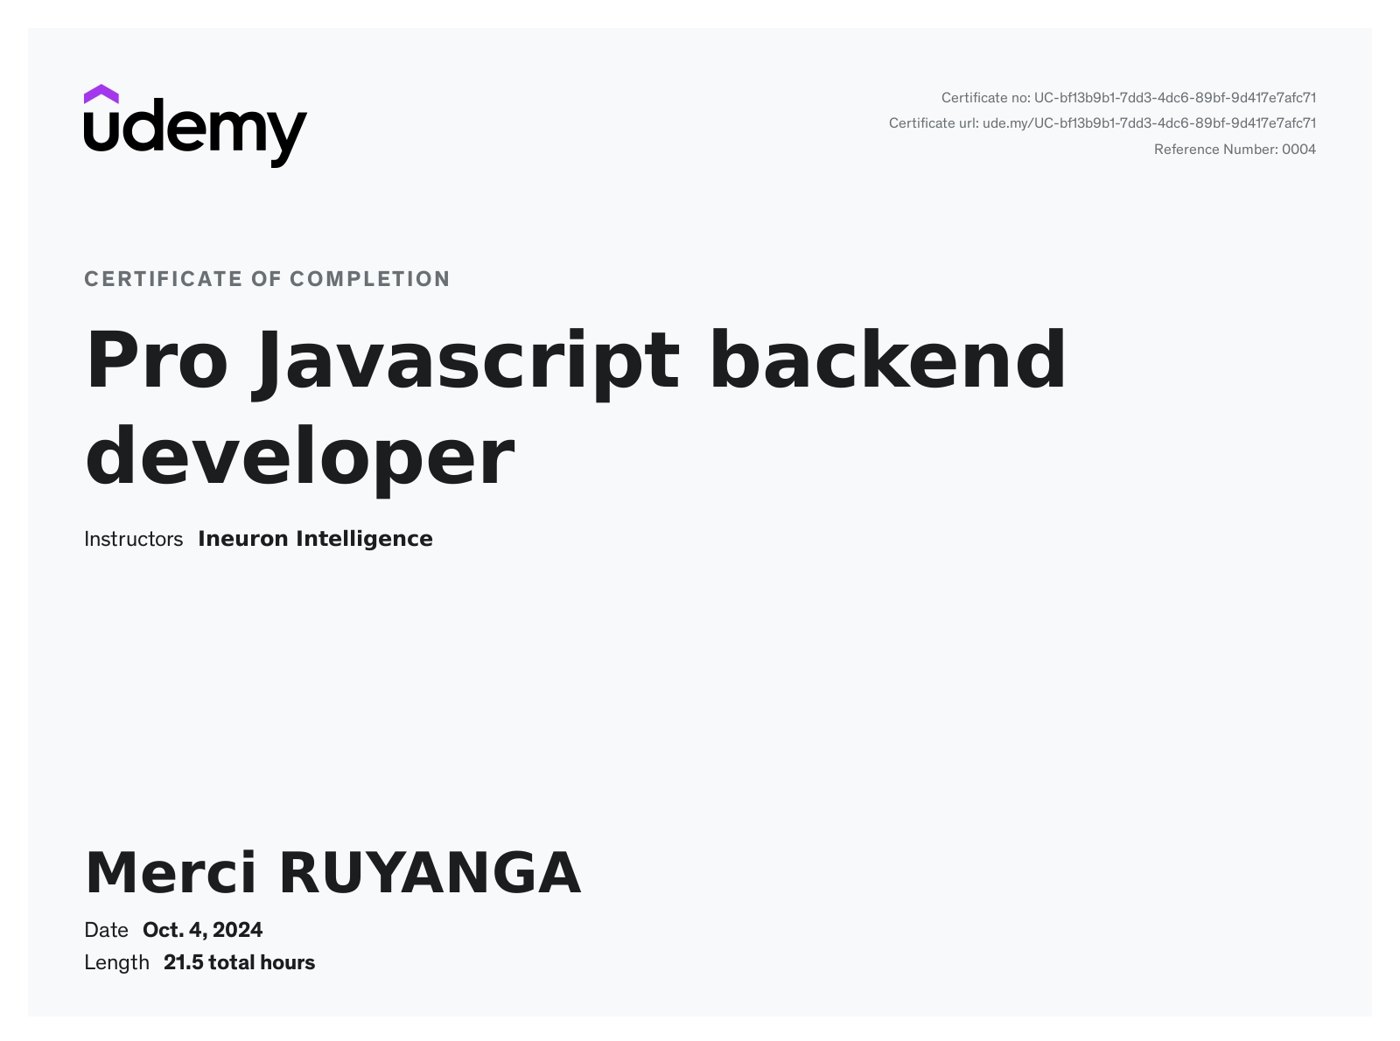 udemy
Certificate no: UC-bf13b9b1-7dd3-4dc6-89bf-9d417e7afc71
Certificate url: ude.my/UC-bf13b9b1-7dd3-4dc6-89bf-9d417e7afc71
Reference Number: 0004
CERTIFICATE OF COMPLETION
Pro Javascript backend
developer
Instructors Ineuron Intelligence
Merci RUYANGA
Date Oct. 4, 2024
Length 21.5 total hours